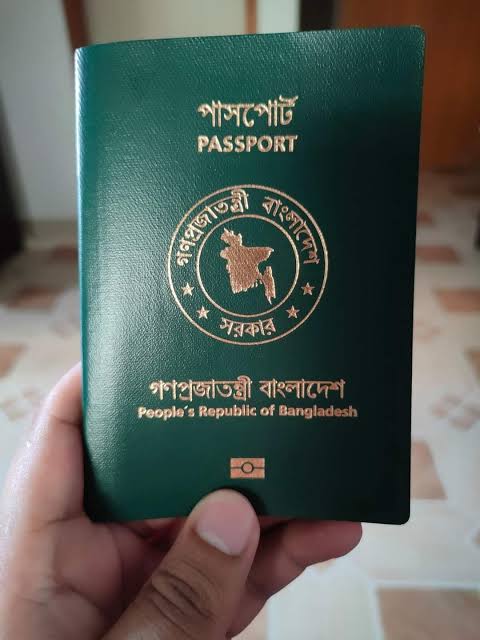 পাসপোর্ট
PASSPORT
গণপ্রজাতন্ত্রী বাংলাদেশ
সরকার
গণপ্রজাতন্ত্রী বাংলাদেশ
People's Republic of Bangladesh